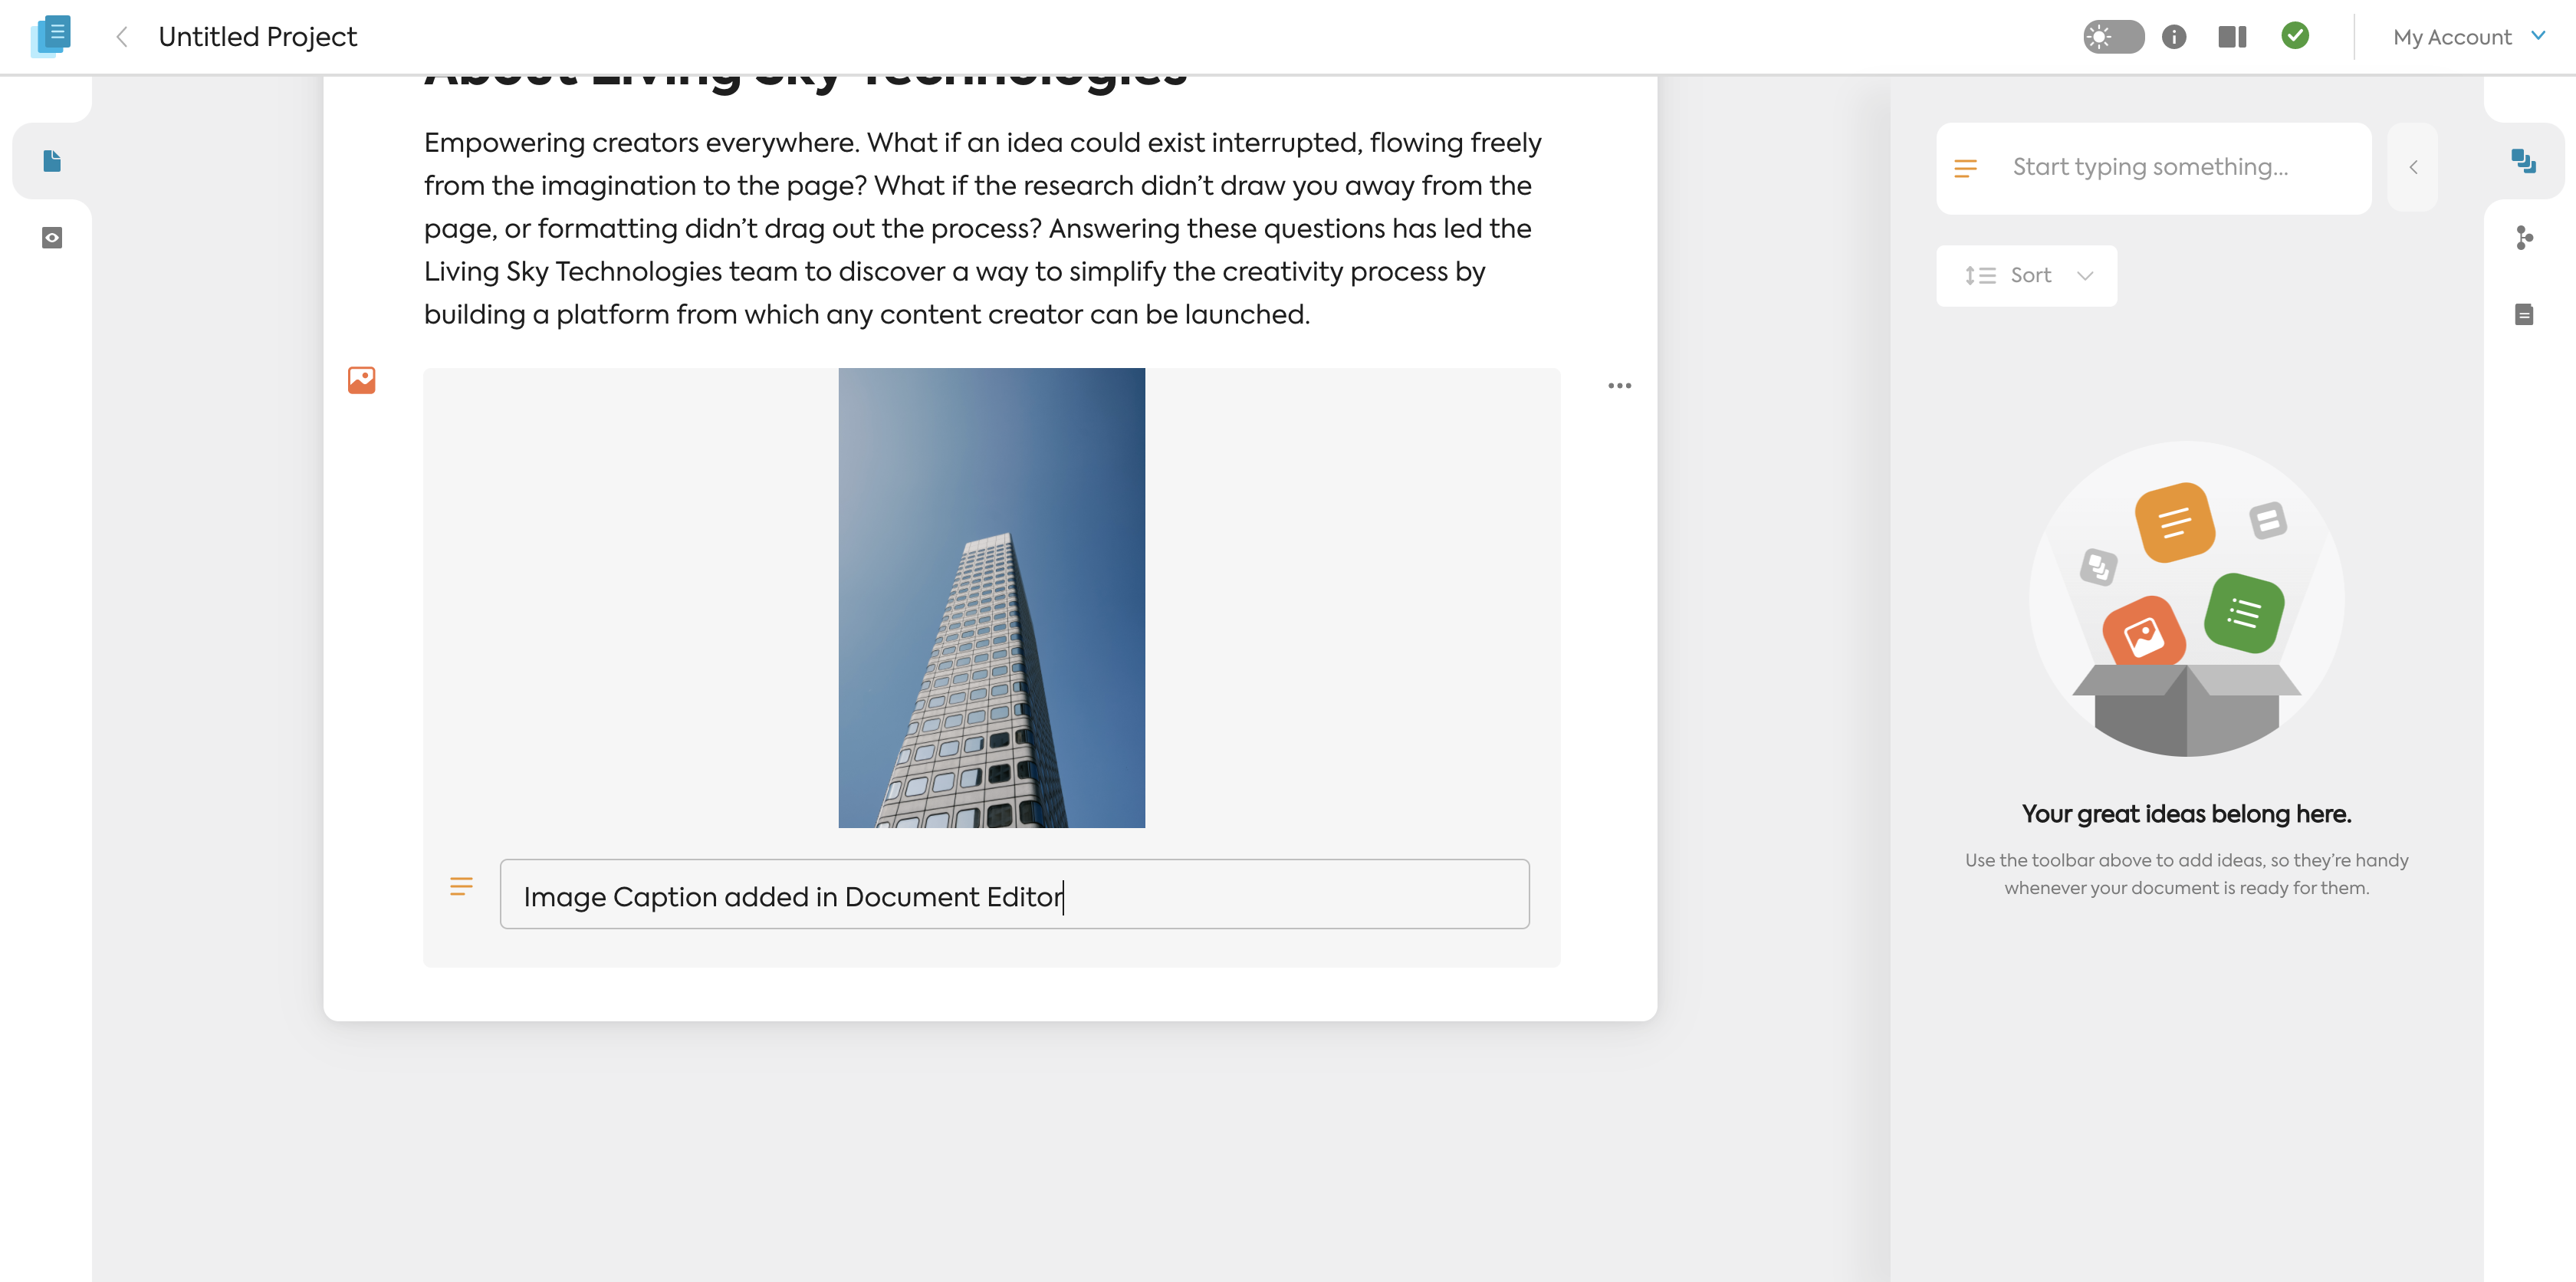 Untitled Project
My Account
About Living Sky Technologies
Empowering creators everywhere. What if an idea could exist interrupted, flowing freely
from the imagination to the page? What if the research didn’t draw you away from the
page, or formatting didn’t drag out the process? Answering these questions has led the
Living Sky Technologies team to discover a way to simplify the creativity process by
building a platform from which any content creator can be launched.
Image Caption added in Document Editor
Start typing something...
Sort
Your great ideas belong here.
Use the toolbar above to add ideas, so they’re handy
whenever your document is ready for them.